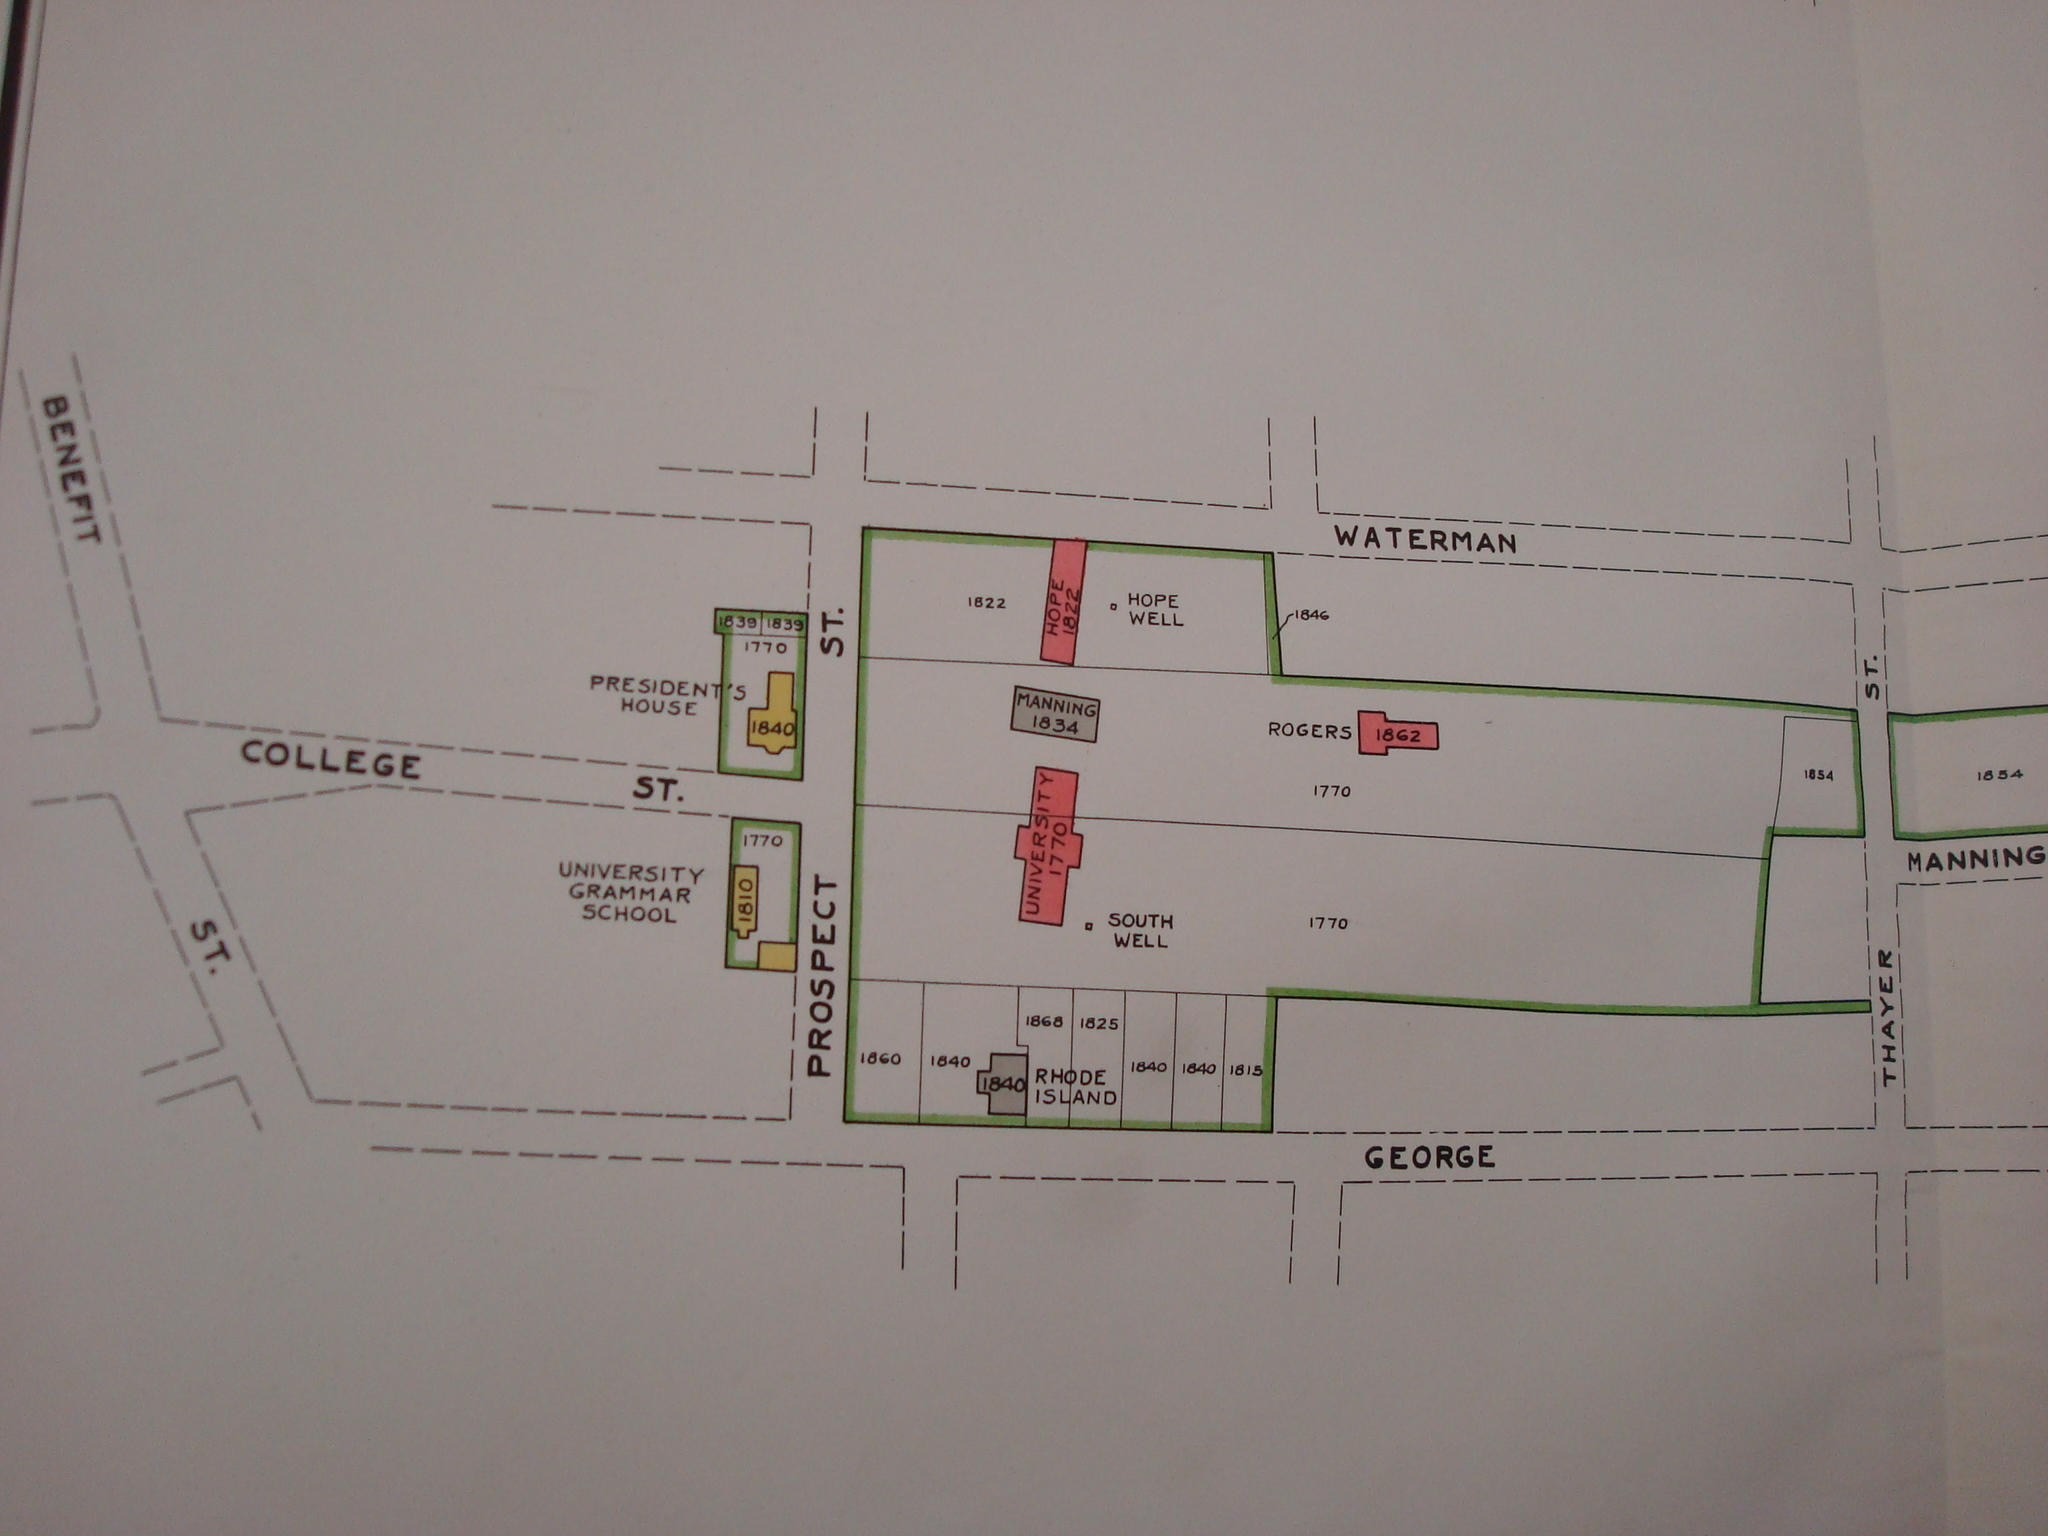 BENEFIT
ST.
COLLEGE
ST.
PROSPECT
ST.
WATERMAN
THAYER
ST.
MANNING
GEORGE
1839
1839
1770
PRESIDENT'S
HOUSE
1840
1770
UNIVERSITY
GRAMMAR
SCHOOL
1810
1822
HOPE
1822
HOPE
WELL
1846
MANNING
1834
ROGERS
1862
1770
1854
1854
UNIVERSITY
1770
SOUTH
WELL
1770
1860
1840
1868
1825
1840
1840
1815
1840
RHODE
ISLAND